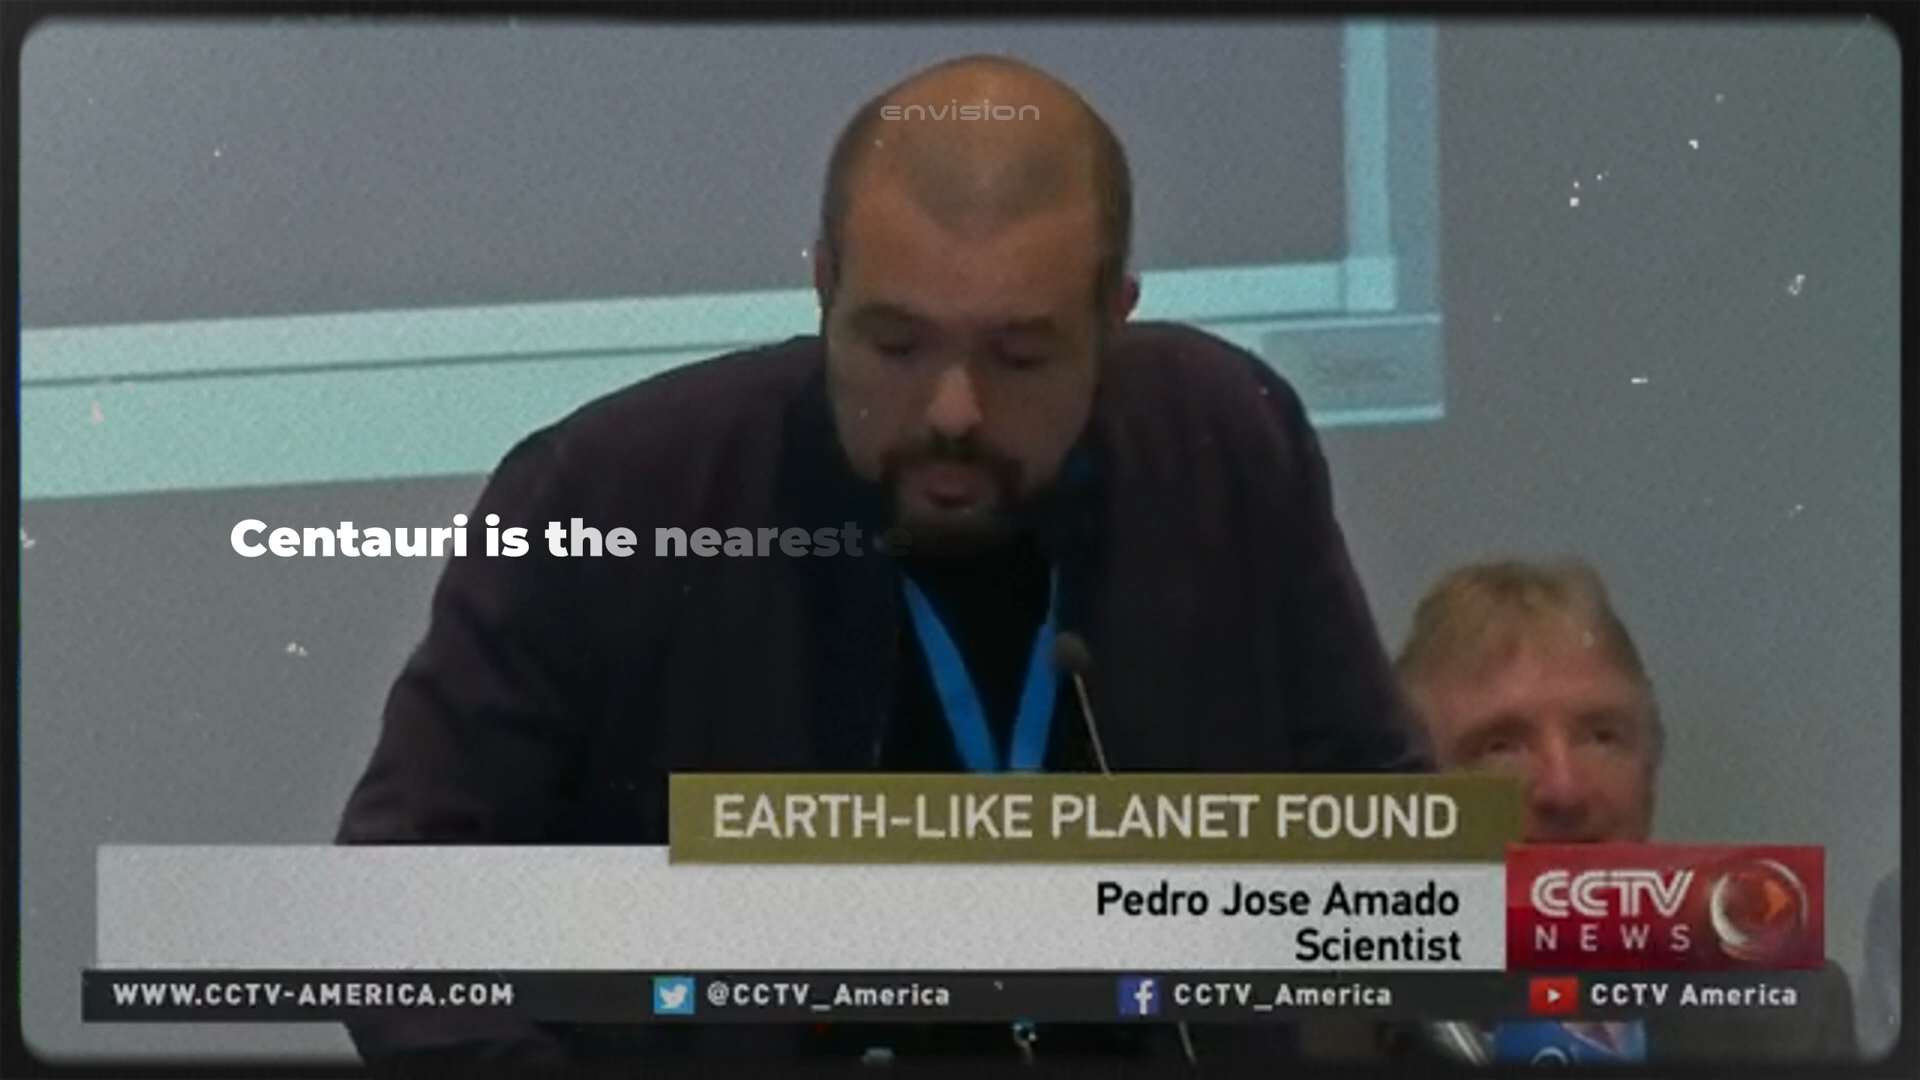 envision
Centauri is the nearest e
EARTH-LIKE PLANET FOUND
Pedro Jose Amado
Scientist
CCTV
NEWS
WWW.CCTV-AMERICA.COM
@CCTV_America
CCTV_America
CCTV America